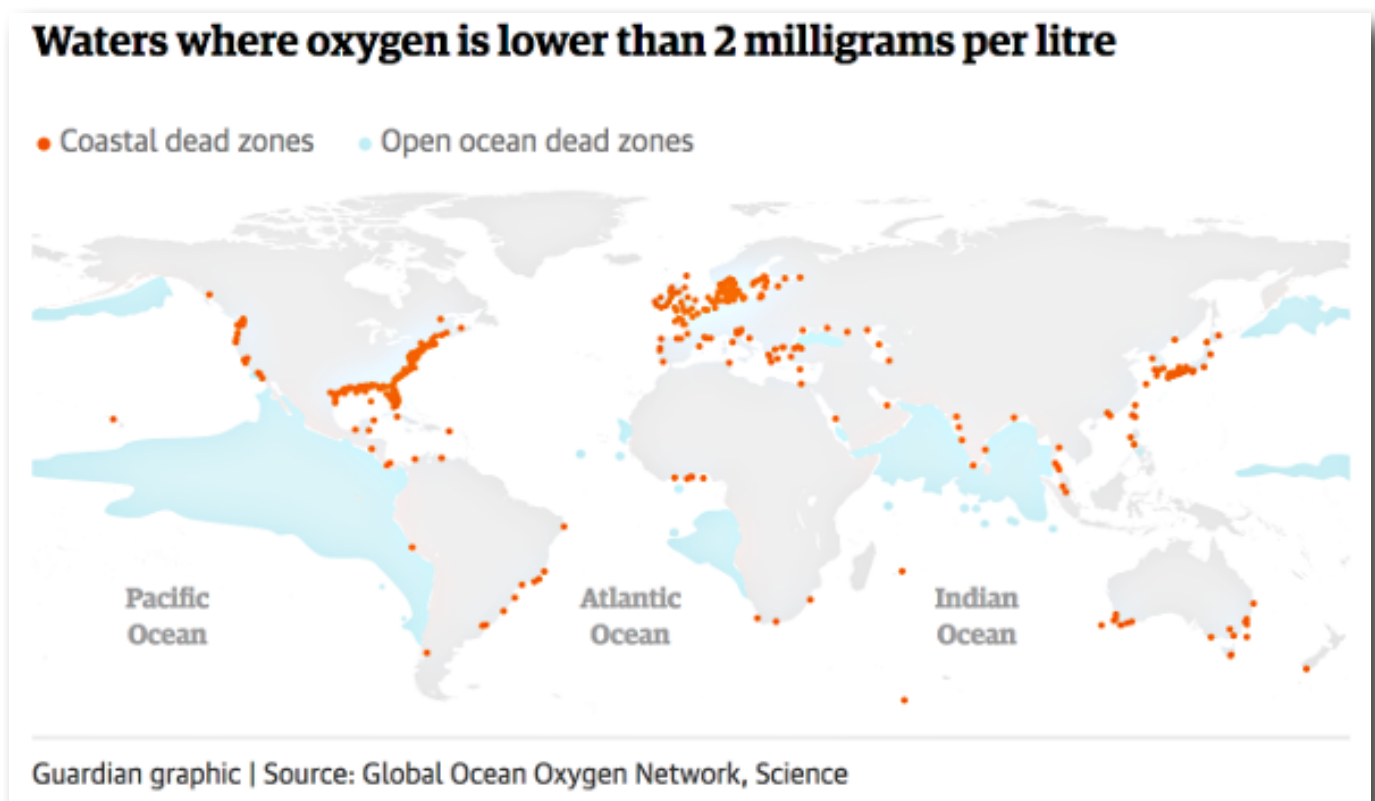 Waters where oxygen is lower than 2 milligrams per litre
Coastal dead zones
Open ocean dead zones
Pacific
Ocean
Atlantic
Ocean
Indian
Ocean
Guardian graphic | Source: Global Ocean Oxygen Network, Science